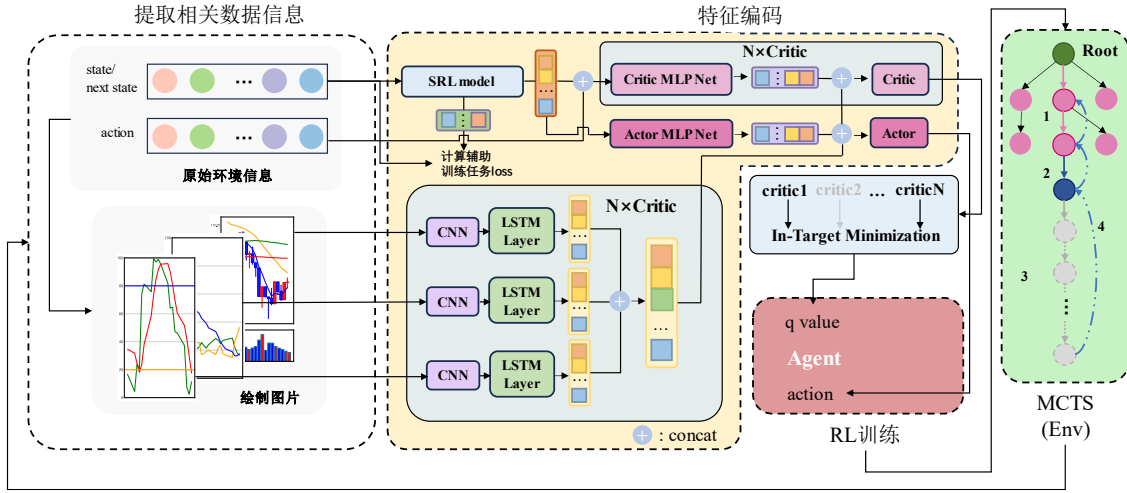 提取相关数据信息
特征编码
state/
next state
...
action
...
原始环境信息
绘制图片
SRL model
计算辅助
训练任务loss
N×Critic
Critic MLP Net
Critic
Actor MLP Net
Actor
N×Critic
CNN
LSTM
Layer
CNN
LSTM
Layer
CNN
LSTM
Layer
: concat
critic1 critic2 ... criticN
In-Target Minimization
q value
Agent
action
RL训练
Root
1
2
3
4
MCTS
(Env)